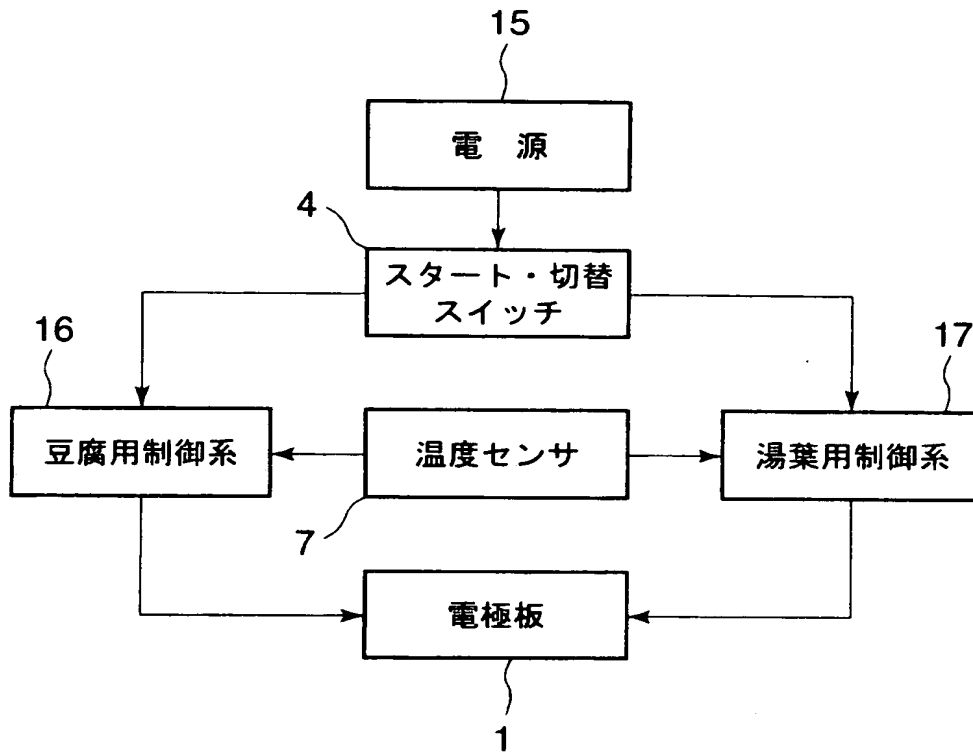 15
電 源
4
スタート・切替
スイッチ
16
17
豆腐用制御系
温度センサ
湯葉用制御系
7
電極板
1